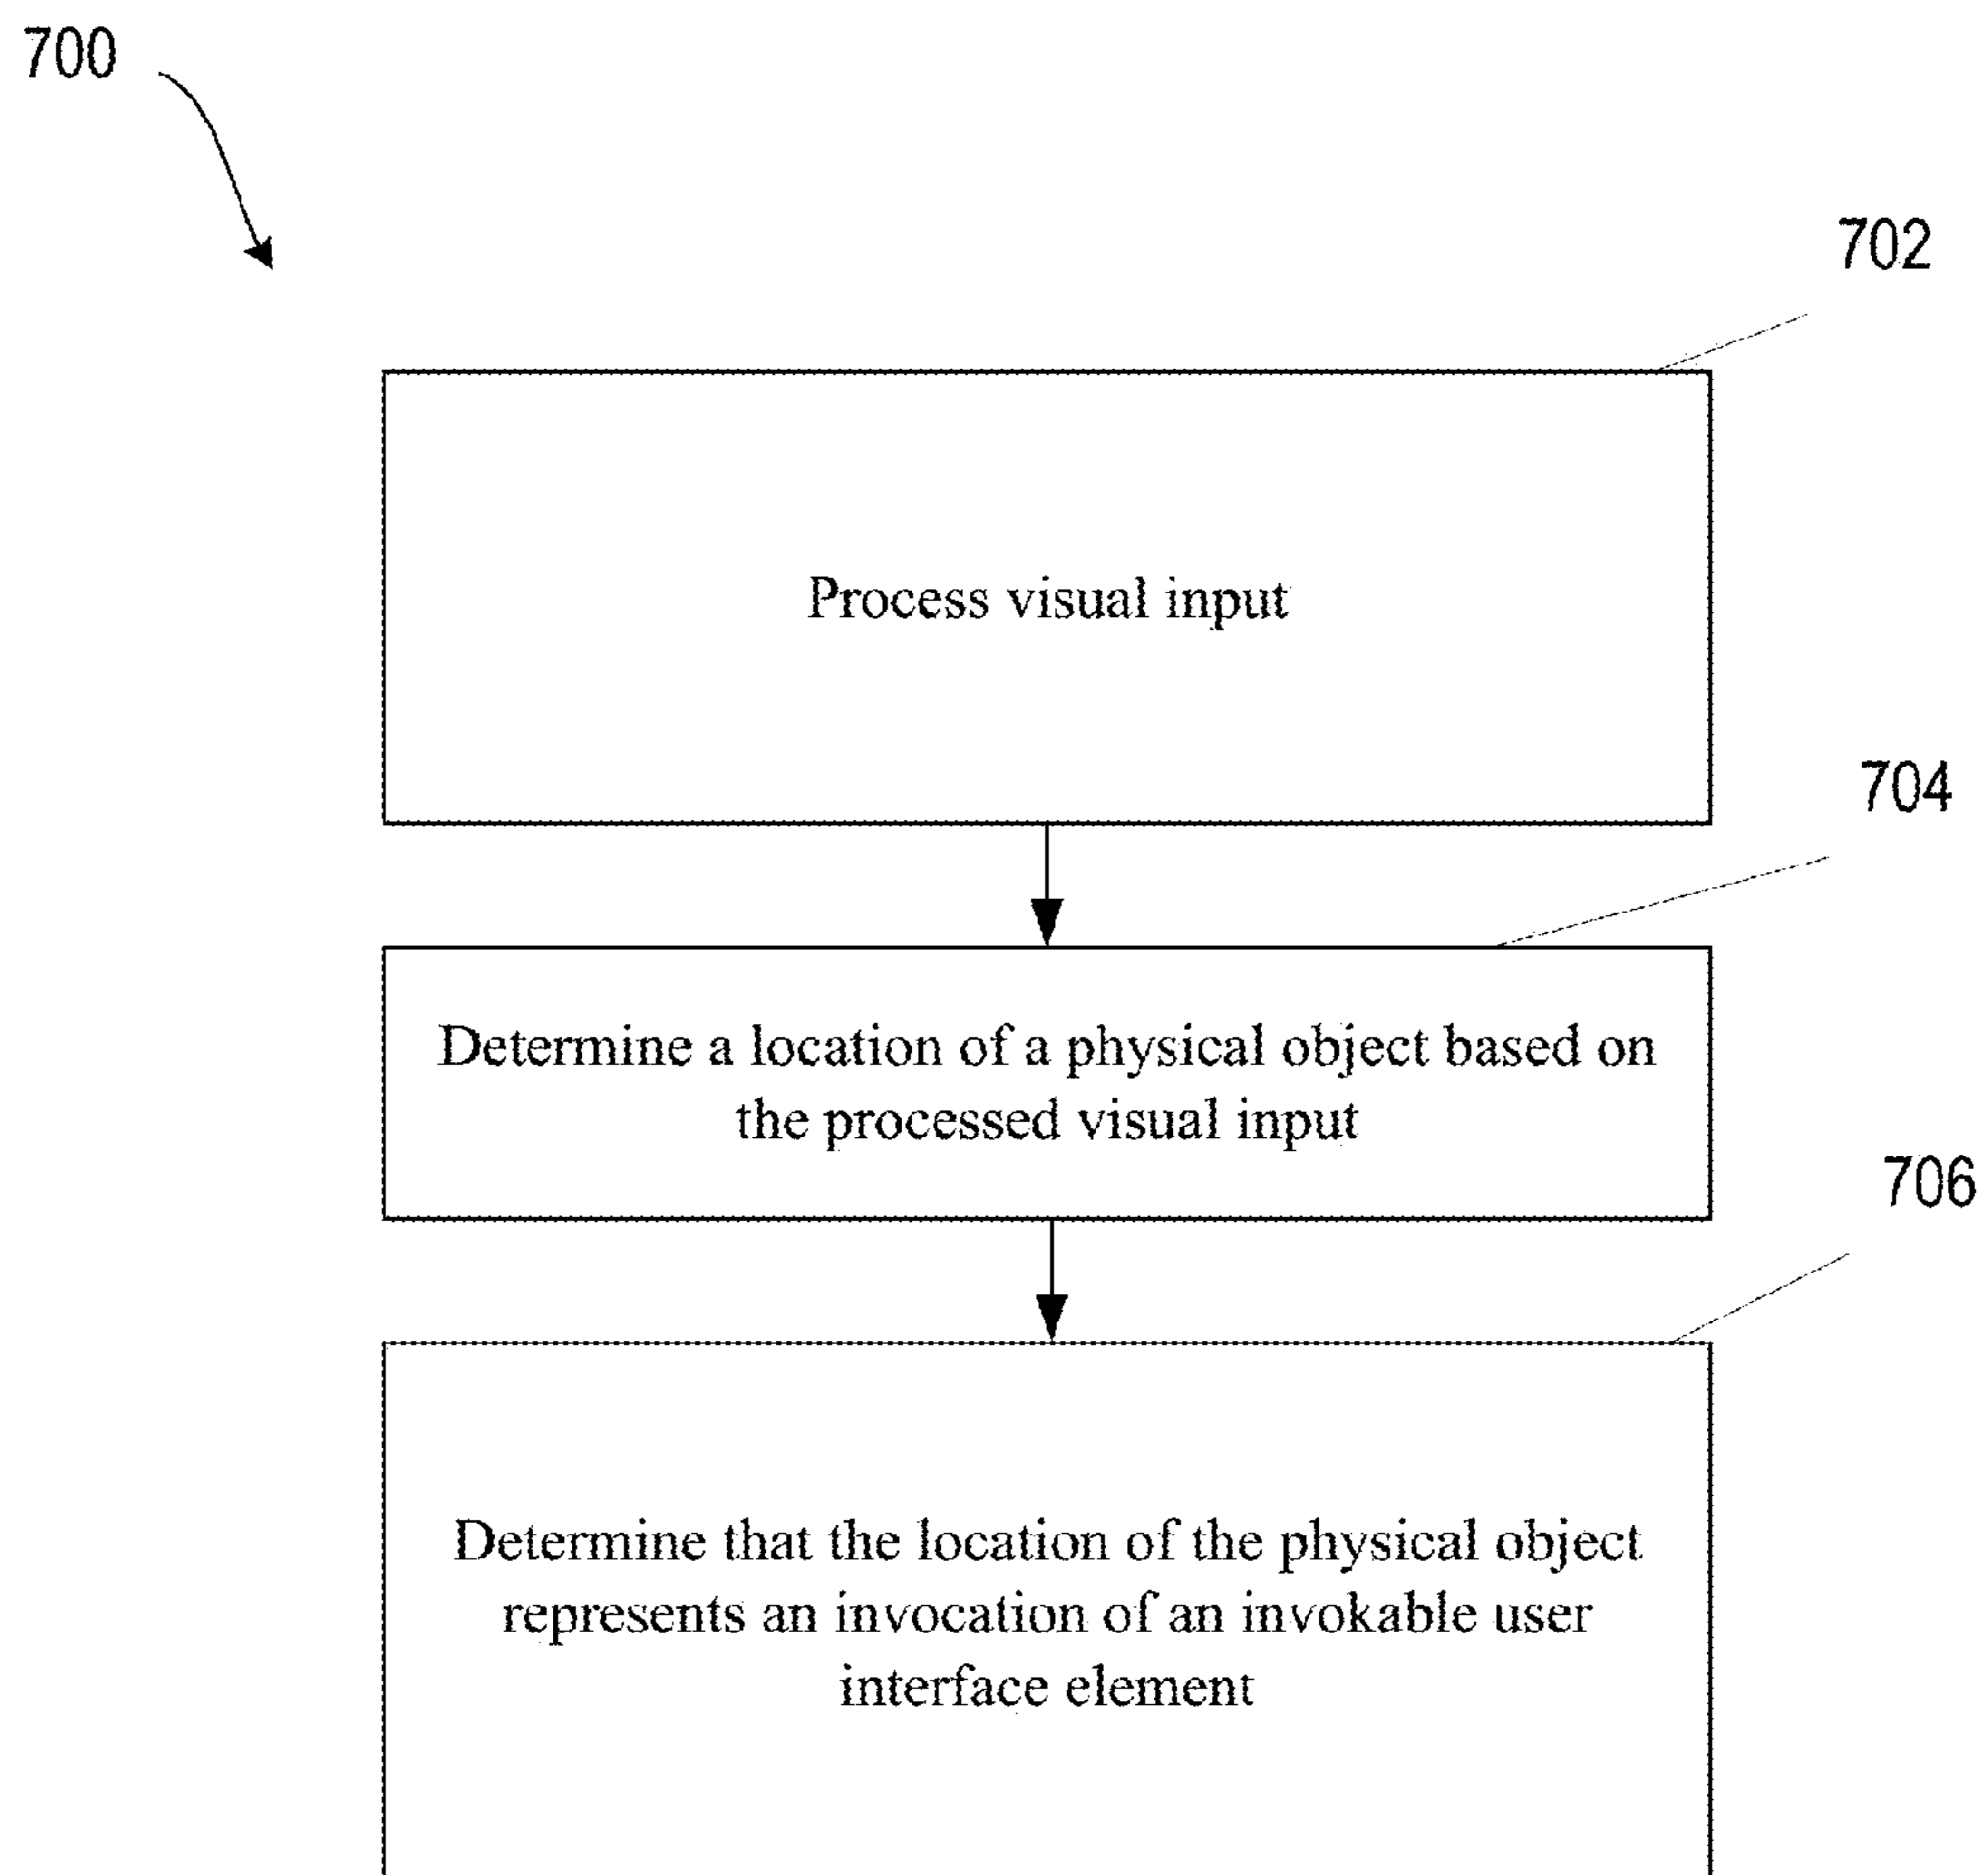 700
702
Process visual input
704
Determine a location of a physical object based on
the processed visual input
706
Determine that the location of the physical object
represents an invocation of an invokable user
interface element